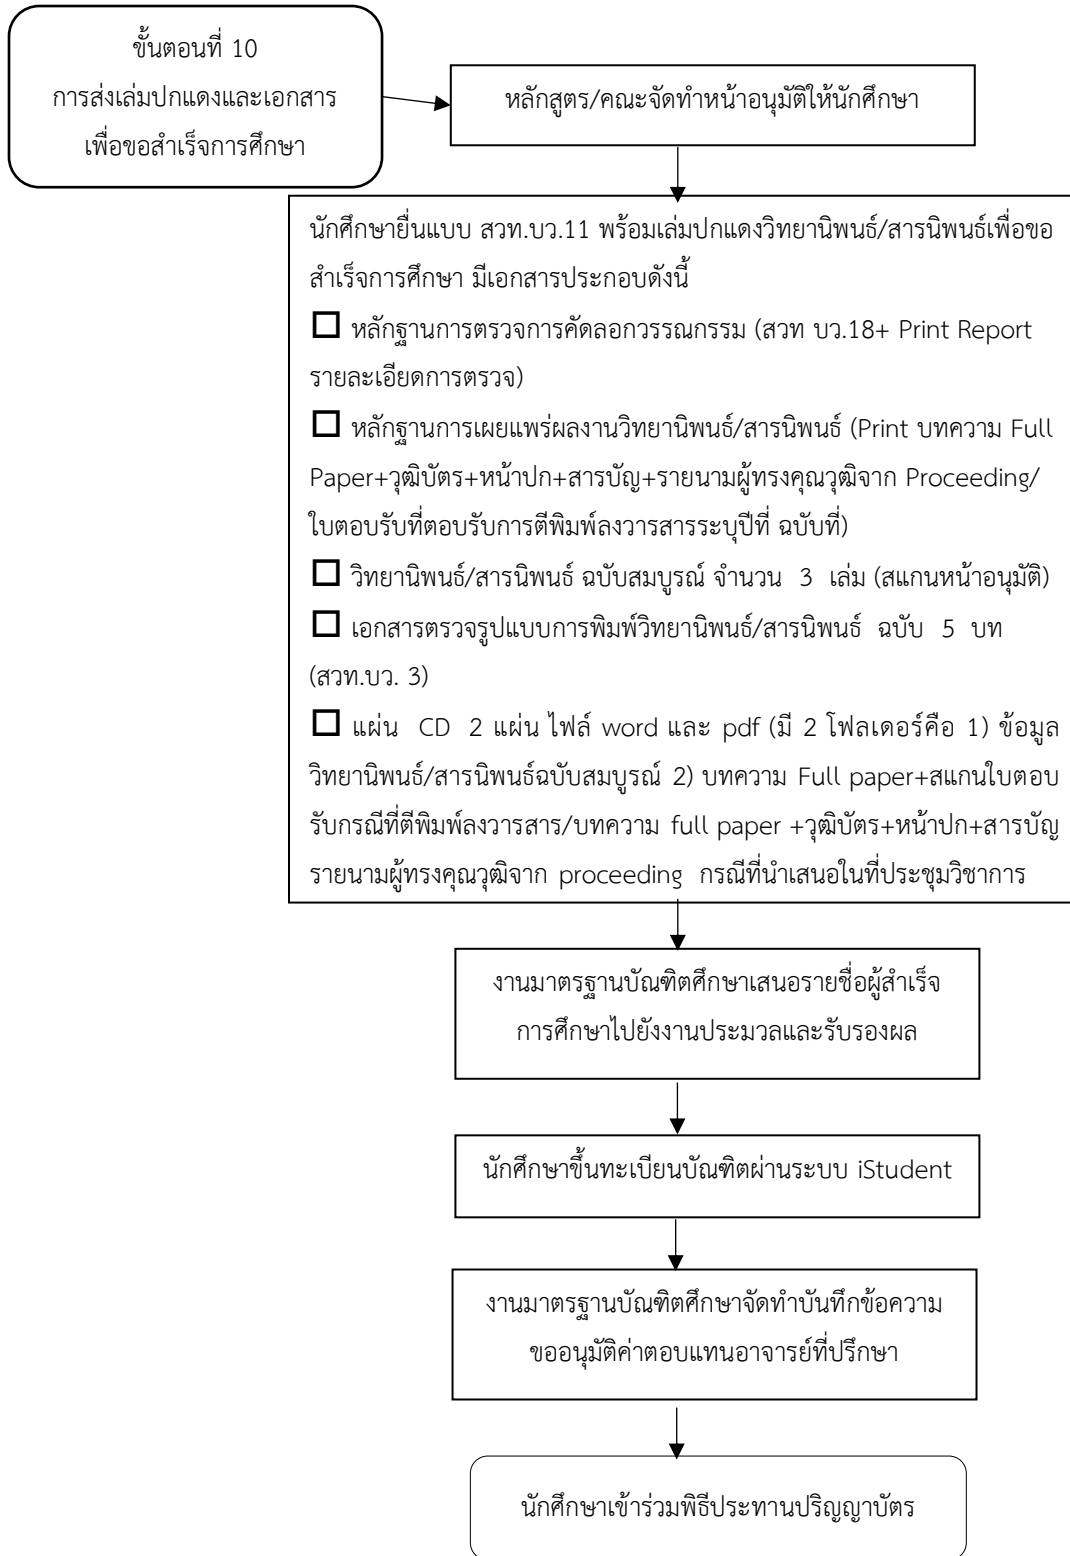 ขั้นตอนที่ 10
การส่งเล่มปกแดงและเอกสาร
เพื่อขอสำเร็จการศึกษา
หลักสูตร/คณะจัดทำหน้าอนุมัติให้นักศึกษา
นักศึกษายื่นแบบ สวท.บว.11 พร้อมเล่มปกแดงวิทยานิพนธ์/สารนิพนธ์เพื่อขอ
สำเร็จการศึกษา มีเอกสารประกอบดังนี้
☐ หลักฐานการตรวจการคัดลอกวรรณกรรม (สวท บว.18+ Print Report
รายละเอียดการตรวจ)
☐ หลักฐานการเผยแพร่ผลงานวิทยานิพนธ์/สารนิพนธ์ (Print บทความ Full
Paper+วุฒิบัตร+หน้าปก+สารบัญ+รายนามผู้ทรงคุณวุฒิจาก Proceeding/
ใบตอบรับที่ตอบรับการตีพิมพ์ลงวารสารระบุปีที่ ฉบับที่)
☐ วิทยานิพนธ์/สารนิพนธ์ ฉบับสมบูรณ์ จำนวน 3 เล่ม (สแกนหน้าอนุมัติ)
☐ เอกสารตรวจรูปแบบการพิมพ์วิทยานิพนธ์/สารนิพนธ์ ฉบับ 5 บท
(สวท.บว. 3)
☐ แผ่น CD 2 แผ่น ไฟล์ word และ pdf (มี 2 โฟลเดอร์คือ 1) ข้อมูล
วิทยานิพนธ์/สารนิพนธ์ฉบับสมบูรณ์ 2) บทความ Full paper+สแกนใบตอบ
รับกรณีที่ตีพิมพ์ลงวารสาร/บทความ full paper +วุฒิบัตร+หน้าปก+สารบัญ
รายนามผู้ทรงคุณวุฒิจาก proceeding กรณีที่นำเสนอในที่ประชุมวิชาการ
งานมาตรฐานบัณฑิตศึกษาเสนอรายชื่อผู้สำเร็จ
การศึกษาไปยังงานประมวลและรับรองผล
นักศึกษาขึ้นทะเบียนบัณฑิตผ่านระบบ iStudent
งานมาตรฐานบัณฑิตศึกษาจัดทำบันทึกข้อความ
ขออนุมัติค่าตอบแทนอาจารย์ที่ปรึกษา
นักศึกษาเข้าร่วมพิธีประทานปริญญาบัตร